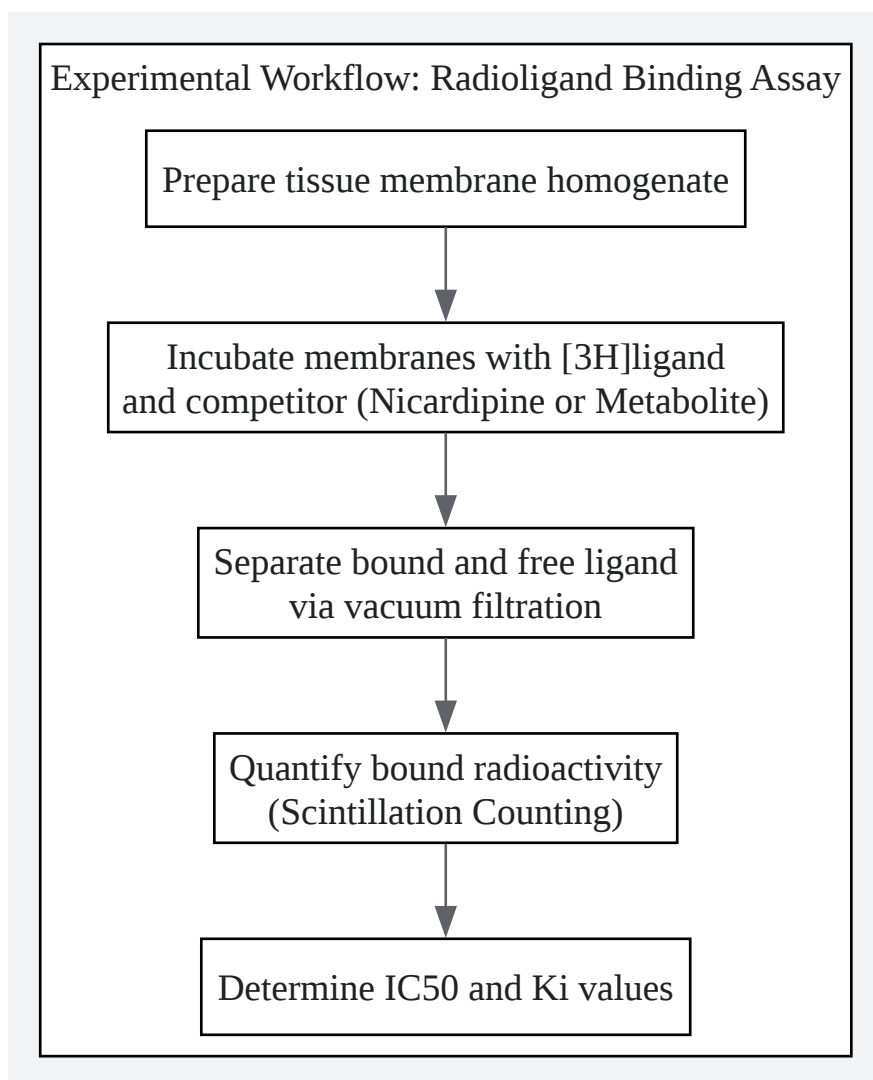 Experimental Workflow: Radioligand Binding Assay
Prepare tissue membrane homogenate
Incubate membranes with [3H]ligand
and competitor (Nicardipine or Metabolite)
Separate bound and free ligand
via vacuum filtration
Quantify bound radioactivity
(Scintillation Counting)
Determine IC50 and Ki values